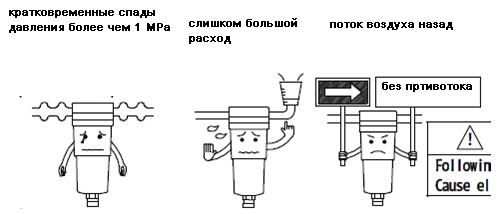 кратковременные спады
давления более чем 1 MPa
слишком большой
расход
поток воздуха назад
без пртивотока
Followin
Cause el